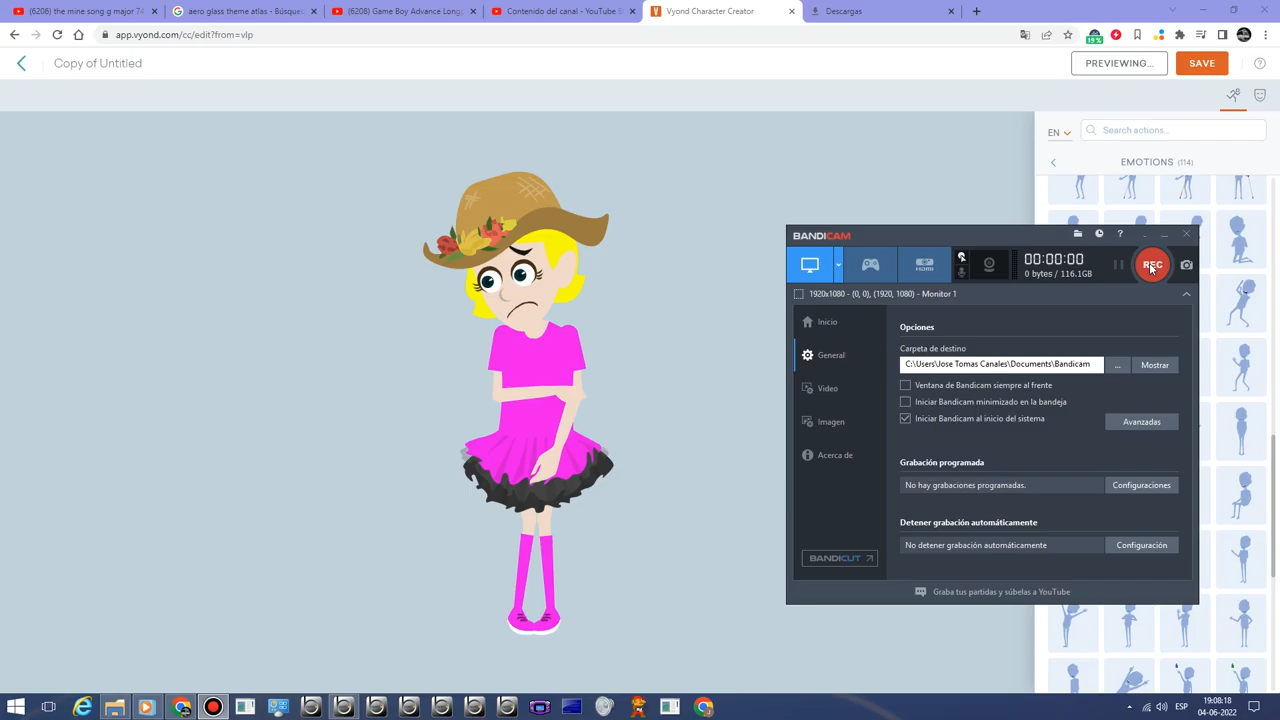 (6206) the mine song g major 74
aero glass theme.atlas - Búsque
(6208) Game Boy Advance Long
Contenido del canal - YouTube St
Vyond Character Creator
Descargas
app.vyond.com/cc/edit?from=vlp
19 %
Copy of Untitled
PREVIEWING...
SAVE
EN
Search actions...
EMOTIONS (114)
BANDICAM
HDMI
00:00:00
0 bytes / 116.1GB
REC
1920x1080 - (0, 0), (1920, 1080) - Monitor 1
Inicio
General
Video
Imagen
Acerca de
BANDICUT
Opciones
Carpeta de destino
C:\Users\Jose Tomas Canales\Documents\Bandicam
...
Mostrar
Ventana de Bandicam siempre al frente
Iniciar Bandicam minimizado en la bandeja
Iniciar Bandicam al inicio del sistema
Avanzadas
Grabación programada
No hay grabaciones programadas.
Configuraciones
Detener grabación automáticamente
No detener grabación automáticamente
Configuración
Graba tus partidas y súbelas a YouTube
ESP
19:08:18
04-06-2022